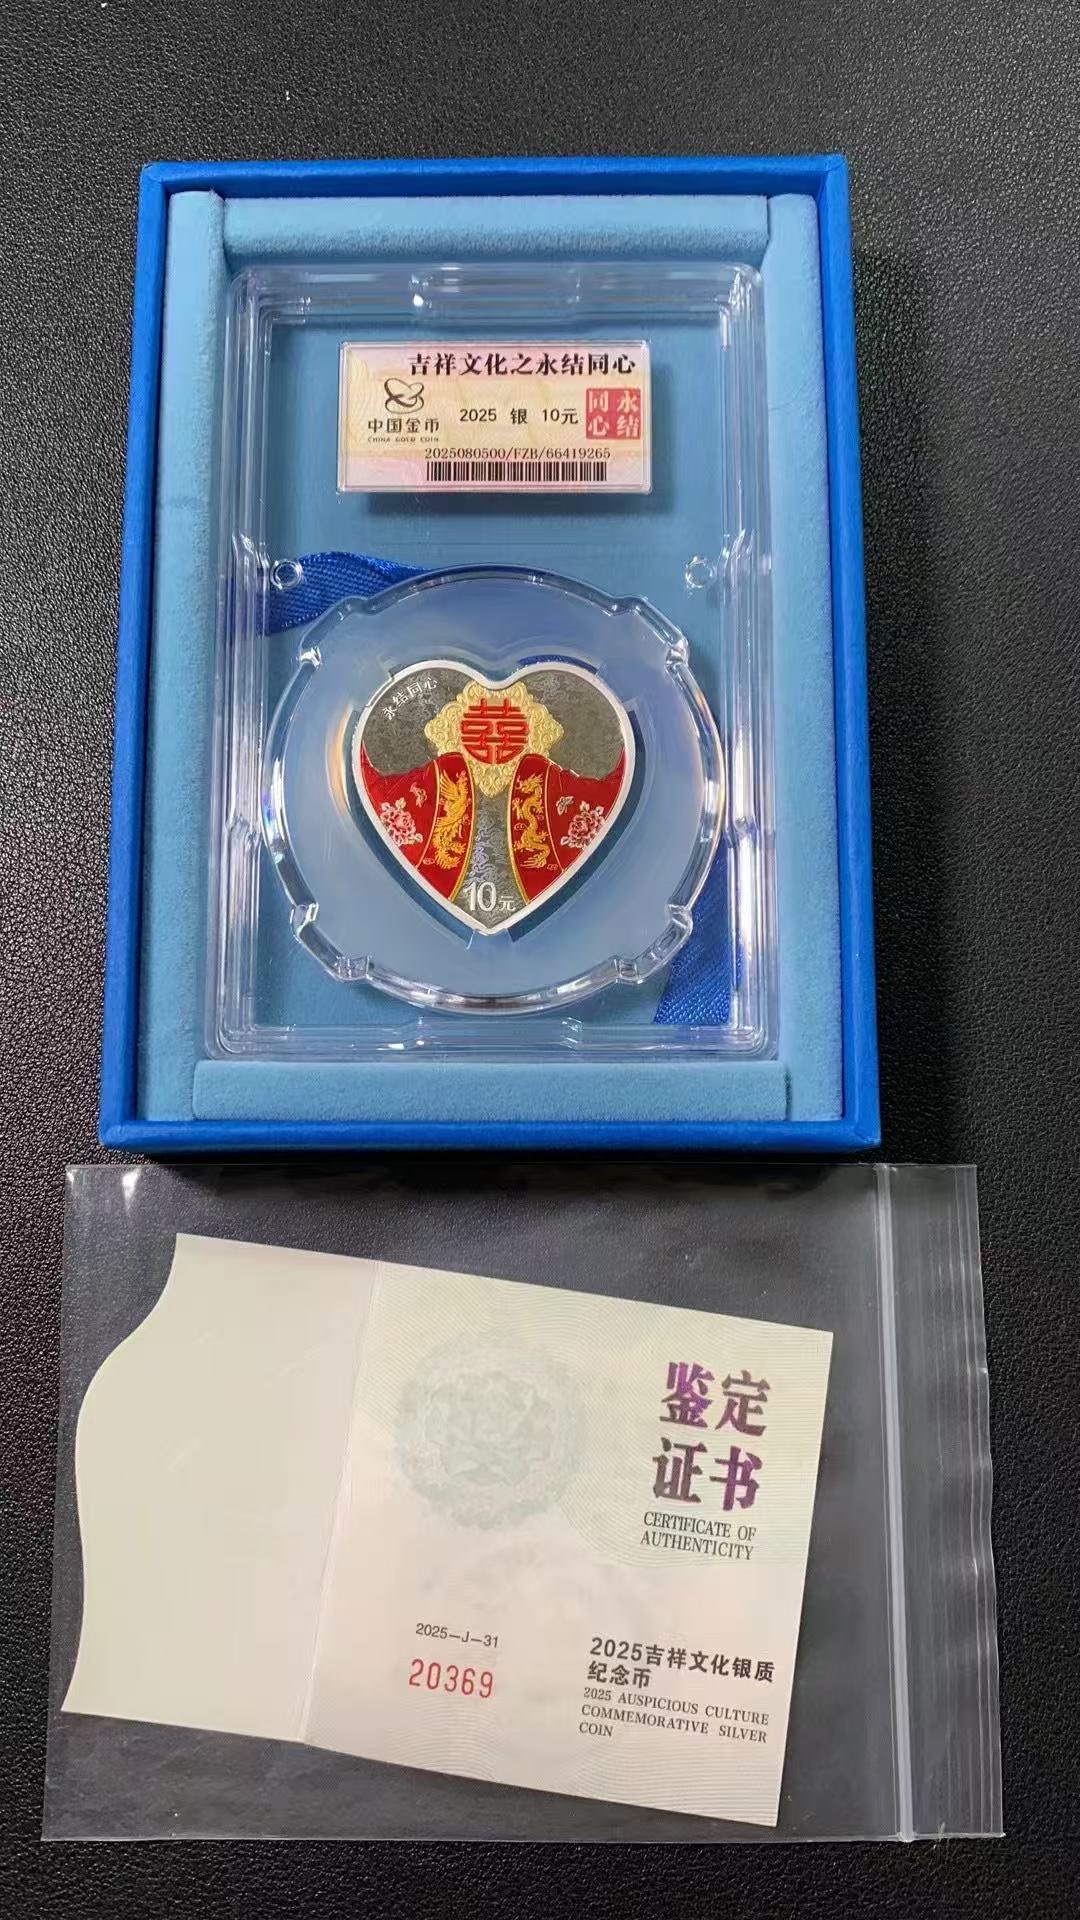 吉祥文化之永结同心
中国金币
CHINA GOLD COIN
2025 银 10元
永结
同心
2025080500/FZB/66419265
永结同心
囍
10元
鉴定
证书
CERTIFICATE OF
AUTHENTICITY
2025-J-31
20369
2025吉祥文化银质
纪念币
2025 AUSPICIOUS CULTURE
COMMEMORATIVE SILVER
COIN